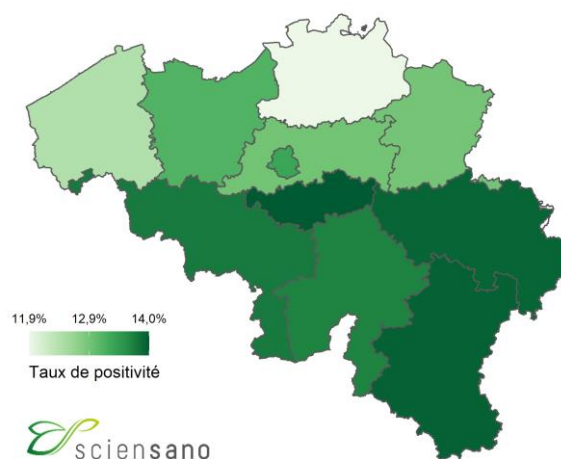 11,9% 12,9% 14,0%
Taux de positivité
sciensano